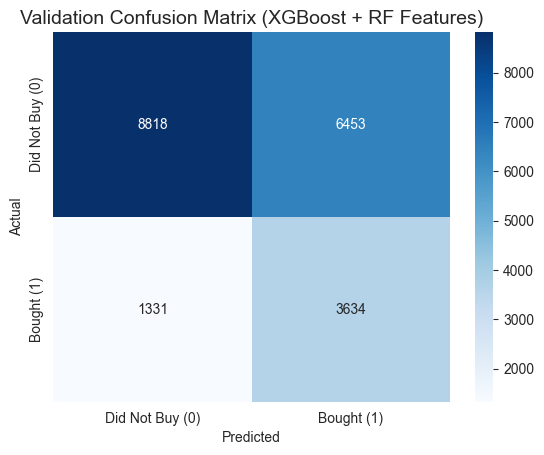 Validation Confusion Matrix (XGBoost + RF Features)
Did Not Buy (0)
8818
6453
Actual
Bought (1)
1331
3634
Did Not Buy (0)
Bought (1)
Predicted
8000
7000
6000
5000
4000
3000
2000